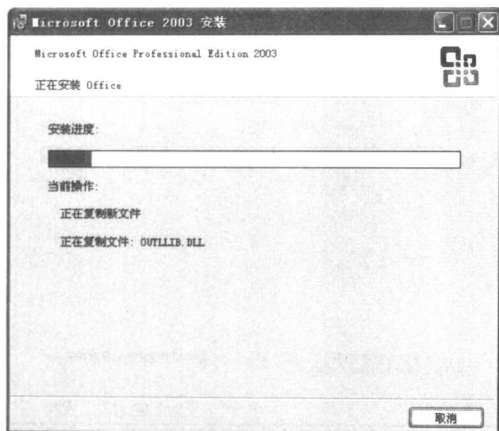 Microsoft Office 2003 安装
Microsoft Office Professional Edition 2003
正在安装 Office
安装进度:
当前操作:
正在复制新文件
正在复制文件: OUTLLIB.DLL
取消